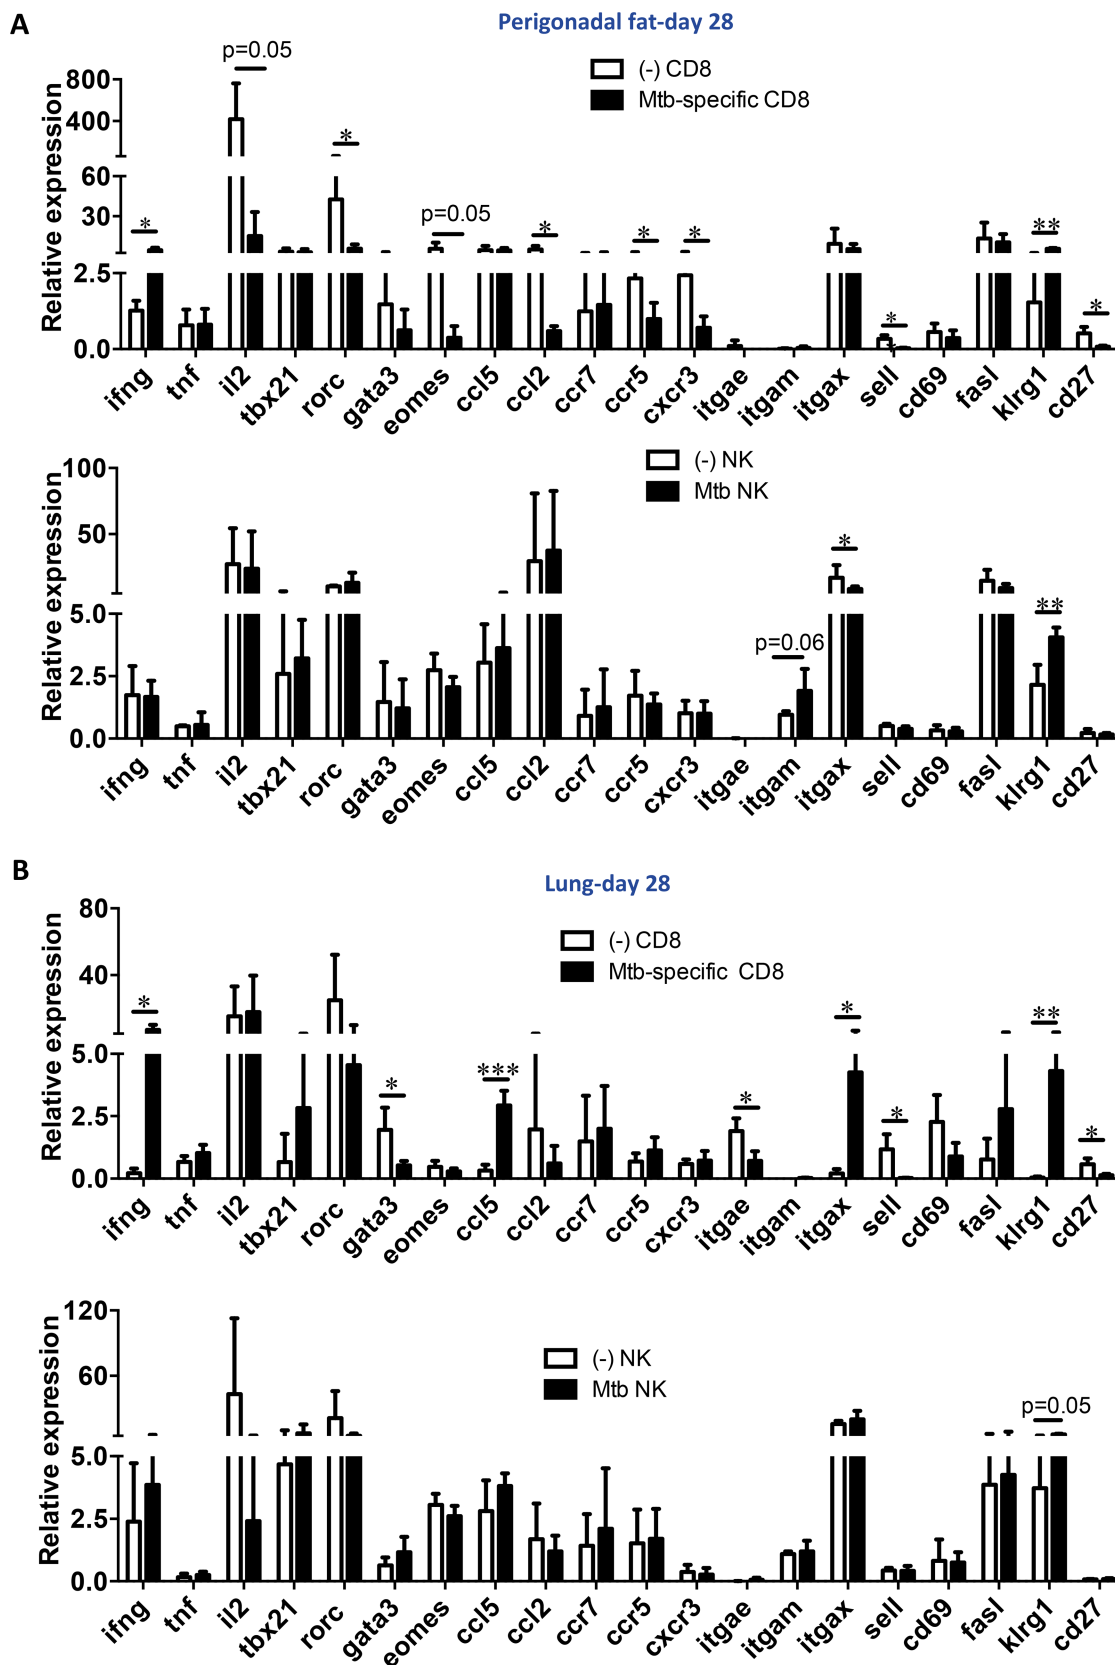 A
Perigonadal fat-day 28
p=0.05
(-) CD8
Mtb-specific CD8
Relative expression
800
400
60
30
2.5
0.0
*
*
p=0.05
*
*
*
*
**
*
ifng tnf il2 tbx21 rorc gata3 eomes ccl5 ccl2 ccr7 ccr5 cxcr3 itgae itgam itgax sell cd69 fasl klrg1 cd27
(-) NK
Mtb NK
Relative expression
100
50
5.0
2.5
0.0
p=0.06
*
**
ifng tnf il2 tbx21 rorc gata3 eomes ccl5 ccl2 ccr7 ccr5 cxcr3 itgae itgam itgax sell cd69 fasl klrg1 cd27
B
Lung-day 28
(-) CD8
Mtb-specific CD8
Relative expression
80
40
5.0
2.5
0.0
*
*
***
*
*
*
**
*
ifng tnf il2 tbx21 rorc gata3 eomes ccl5 ccl2 ccr7 ccr5 cxcr3 itgae itgam itgax sell cd69 fasl klrg1 cd27
(-) NK
Mtb NK
Relative expression
120
60
5.0
2.5
0.0
p=0.05
ifng tnf il2 tbx21 rorc gata3 eomes ccl5 ccl2 ccr7 ccr5 cxcr3 itgae itgam itgax sell cd69 fasl klrg1 cd27